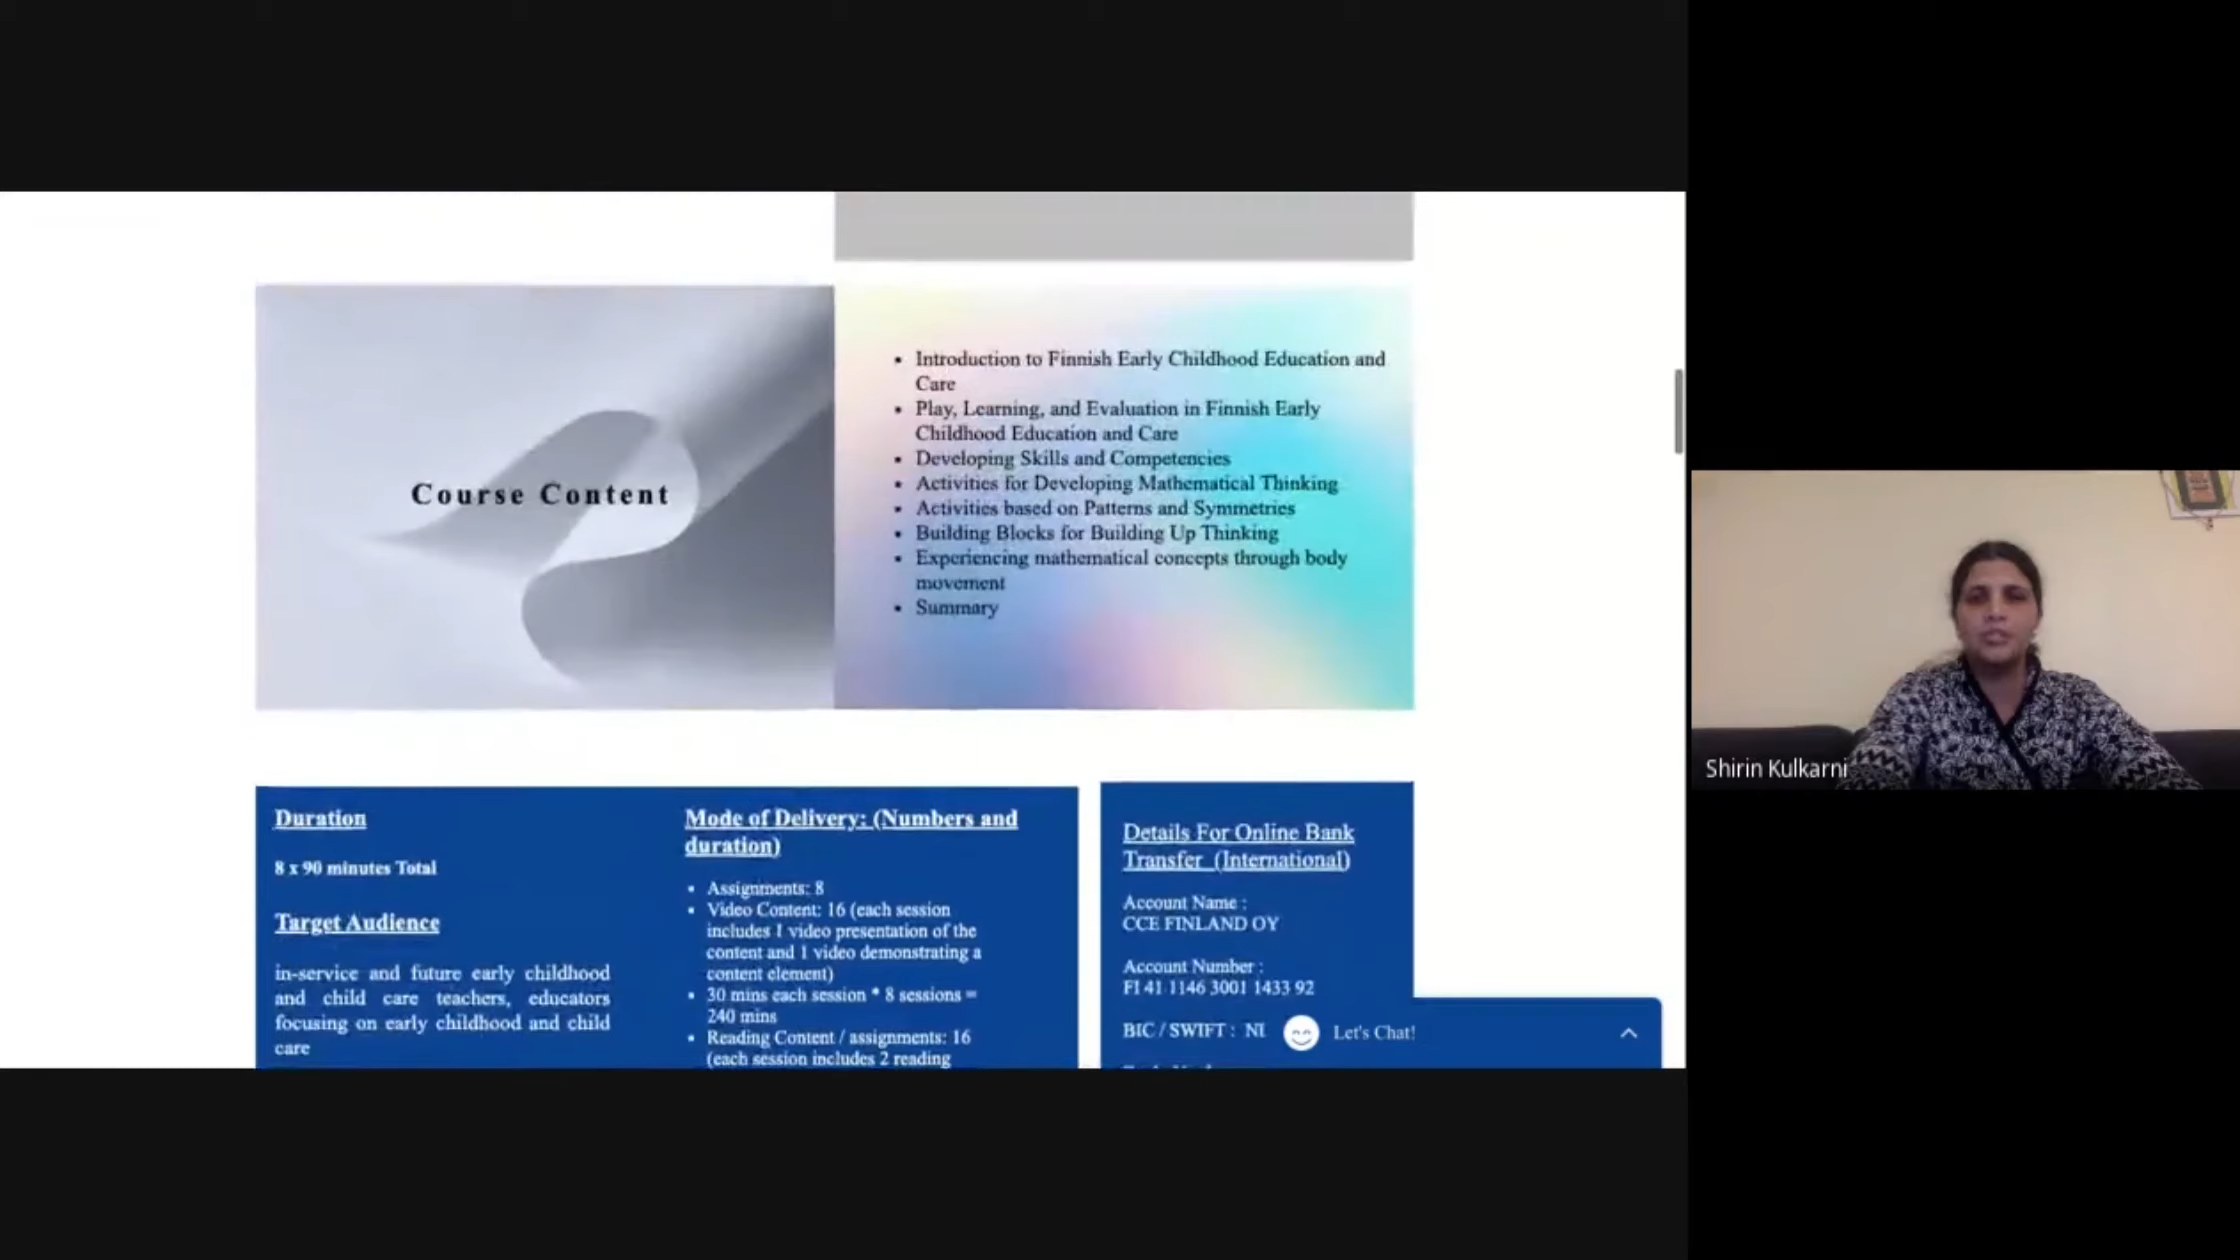 Course Content
• Introduction to Finnish Early Childhood Education and
Care
• Play, Learning, and Evaluation in Finnish Early
Childhood Education and Care
• Developing Skills and Competencies
• Activities for Developing Mathematical Thinking
• Activities based on Patterns and Symmetries
• Building Blocks for Building Up Thinking
• Experiencing mathematical concepts through body
movement
• Summary
Duration
8 x 90 minutes Total
Target Audience
in-service and future early childhood
and child care teachers, educators
focusing on early childhood and child
care
Mode of Delivery: (Numbers and
duration)
• Assignments: 8
• Video Content: 16 (each session
includes 1 video presentation of the
content and 1 video demonstrating a
content element)
• 30 mins each session * 8 sessions =
240 mins
• Reading Content / assignments: 16
(each session includes 2 reading
Details For Online Bank
Transfer (International)
Account Name :
CCE FINLAND OY
Account Number :
FI 41 1146 3001 1433 92
BIC / SWIFT :
Let's Chat!
Shirin Kulkarni